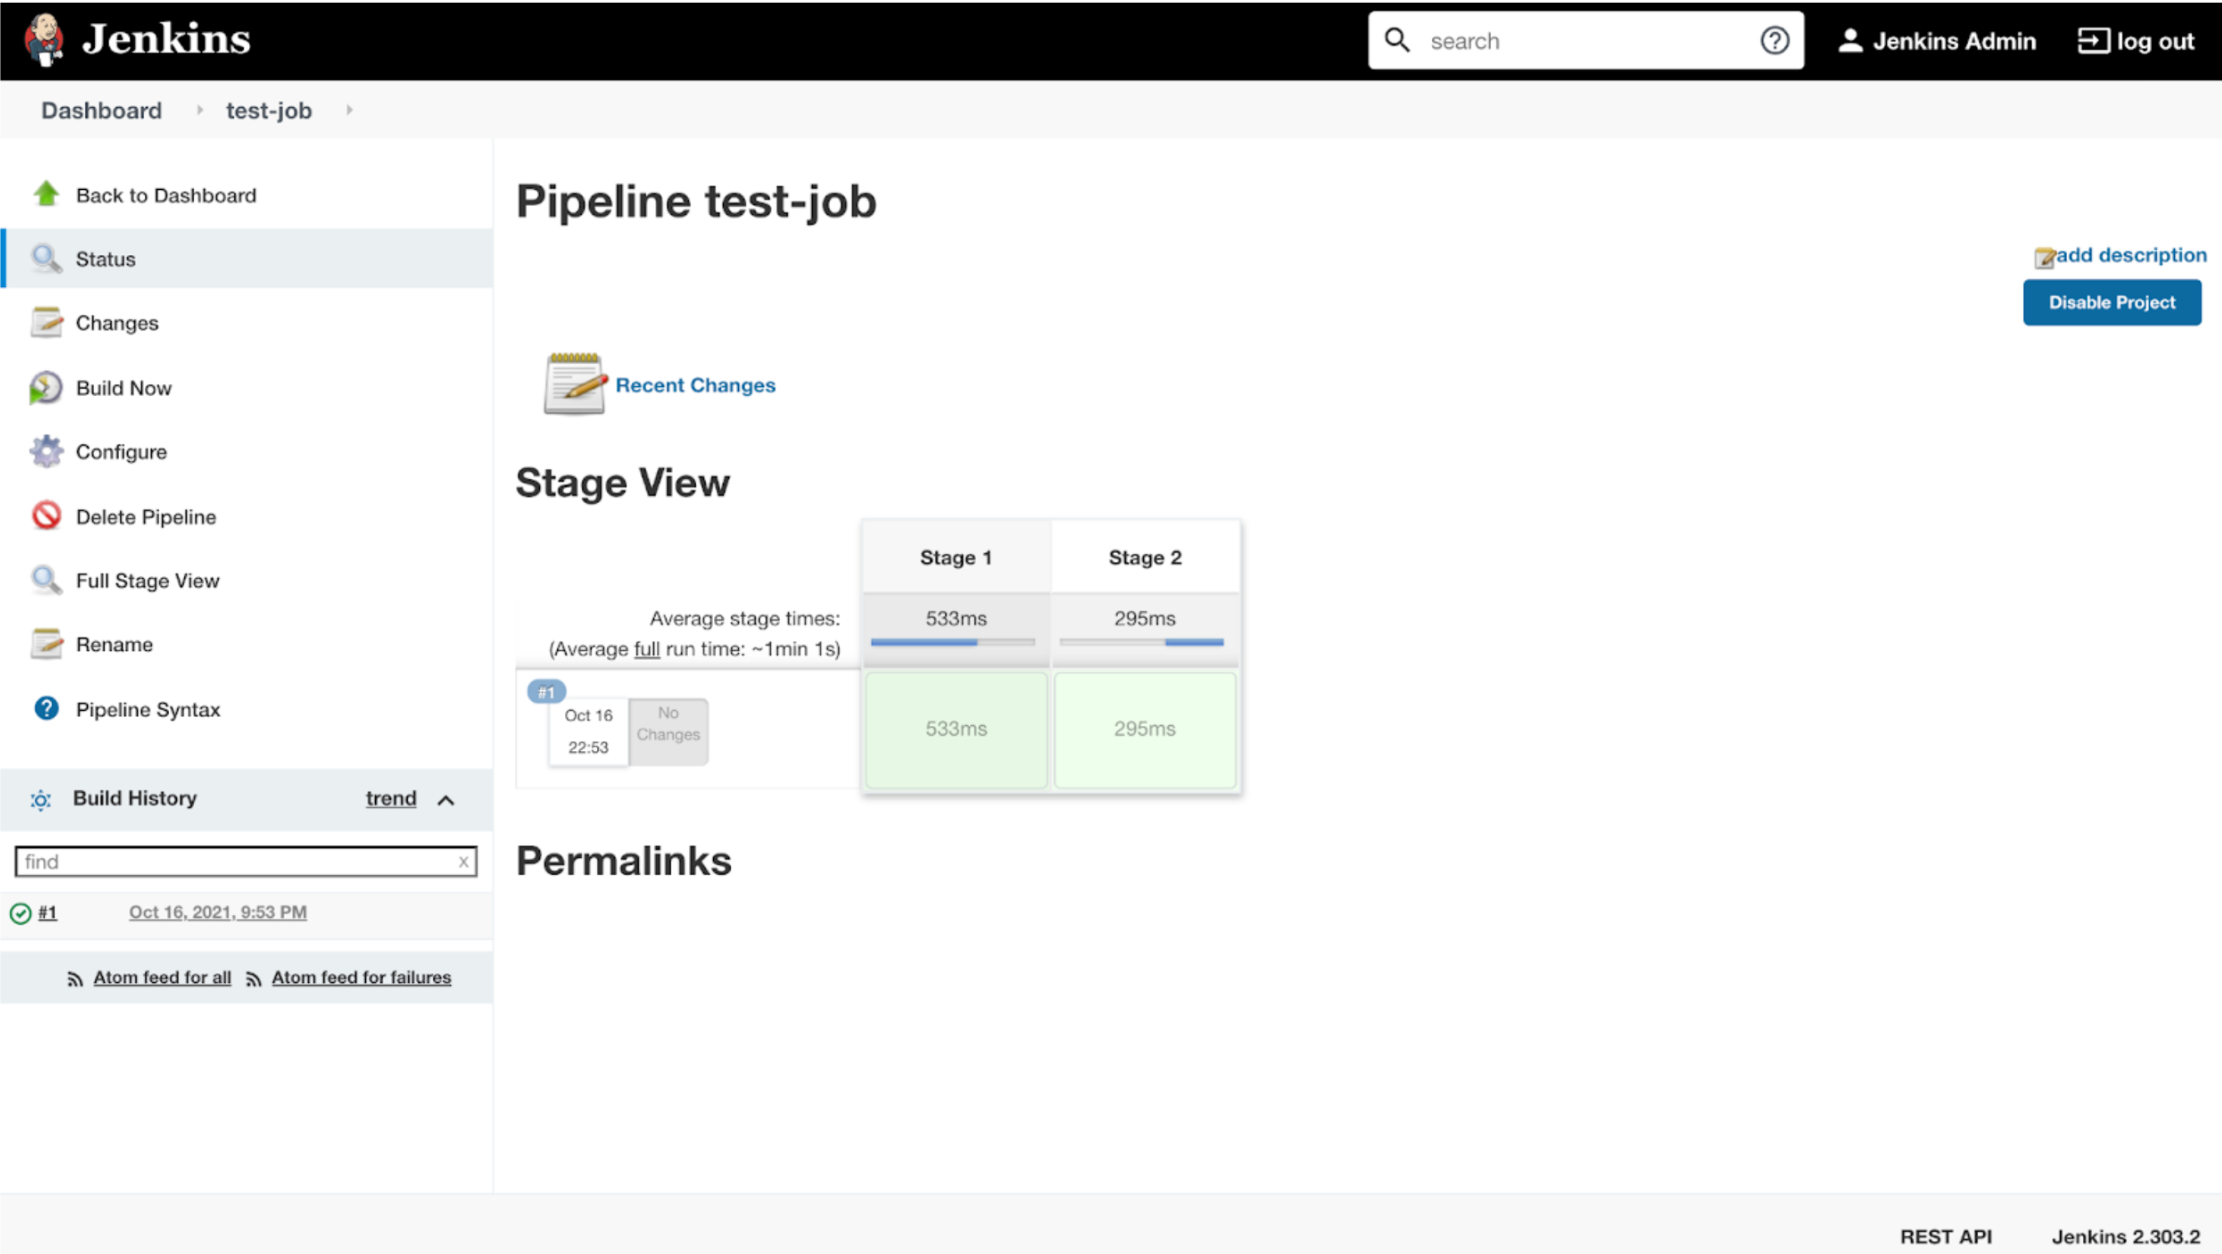 Jenkins
search
Jenkins Admin
log out
Dashboard
test-job
Back to Dashboard
Status
Changes
Build Now
Configure
Delete Pipeline
Full Stage View
Rename
Pipeline Syntax
Build History
trend
find
x
#1
Oct 16, 2021, 9:53 PM
Atom feed for all
Atom feed for failures
Pipeline test-job
add description
Disable Project
Recent Changes
Stage View
Stage 1
Stage 2
Average stage times:
(Average full run time: ~1min 1s)
533ms
295ms
#1
Oct 16
22:53
No
Changes
533ms
295ms
Permalinks
REST API
Jenkins 2.303.2